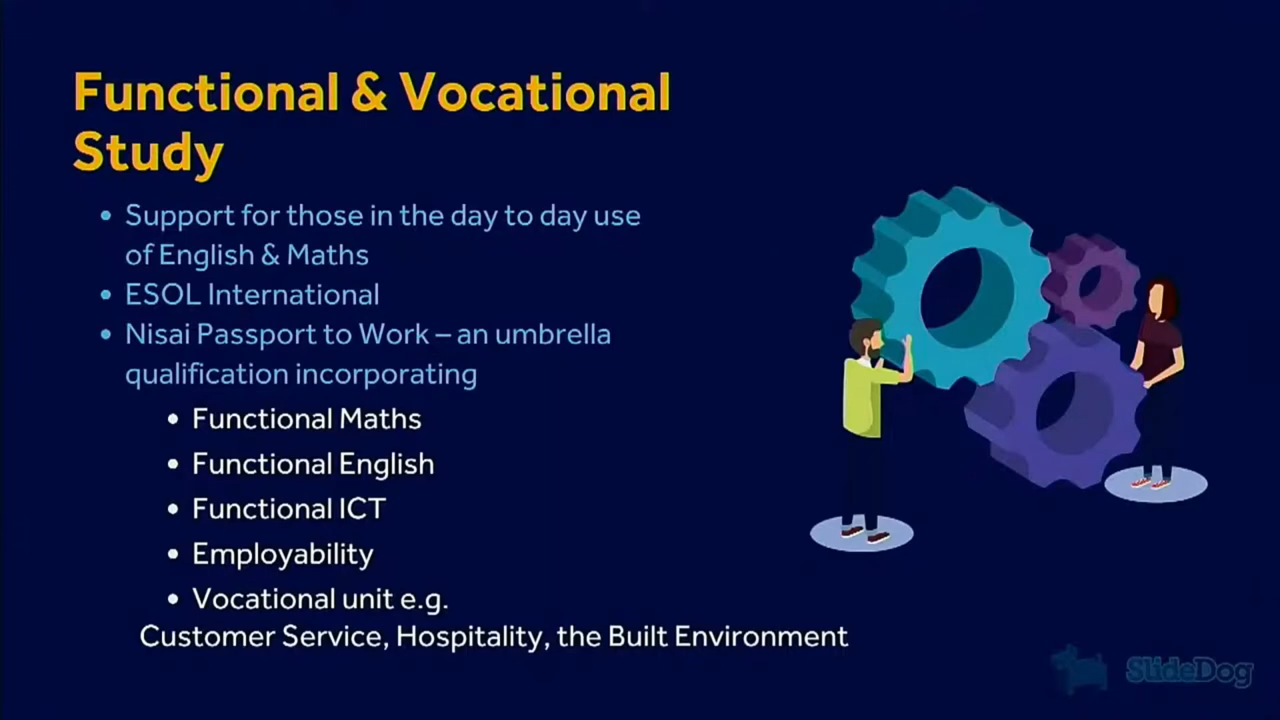 Functional & Vocational
Study
• Support for those in the day to day use
of English & Maths
• ESOL International
• Nisai Passport to Work – an umbrella
qualification incorporating
• Functional Maths
• Functional English
• Functional ICT
• Employability
• Vocational unit e.g.
Customer Service, Hospitality, the Built Environment
SlideDog